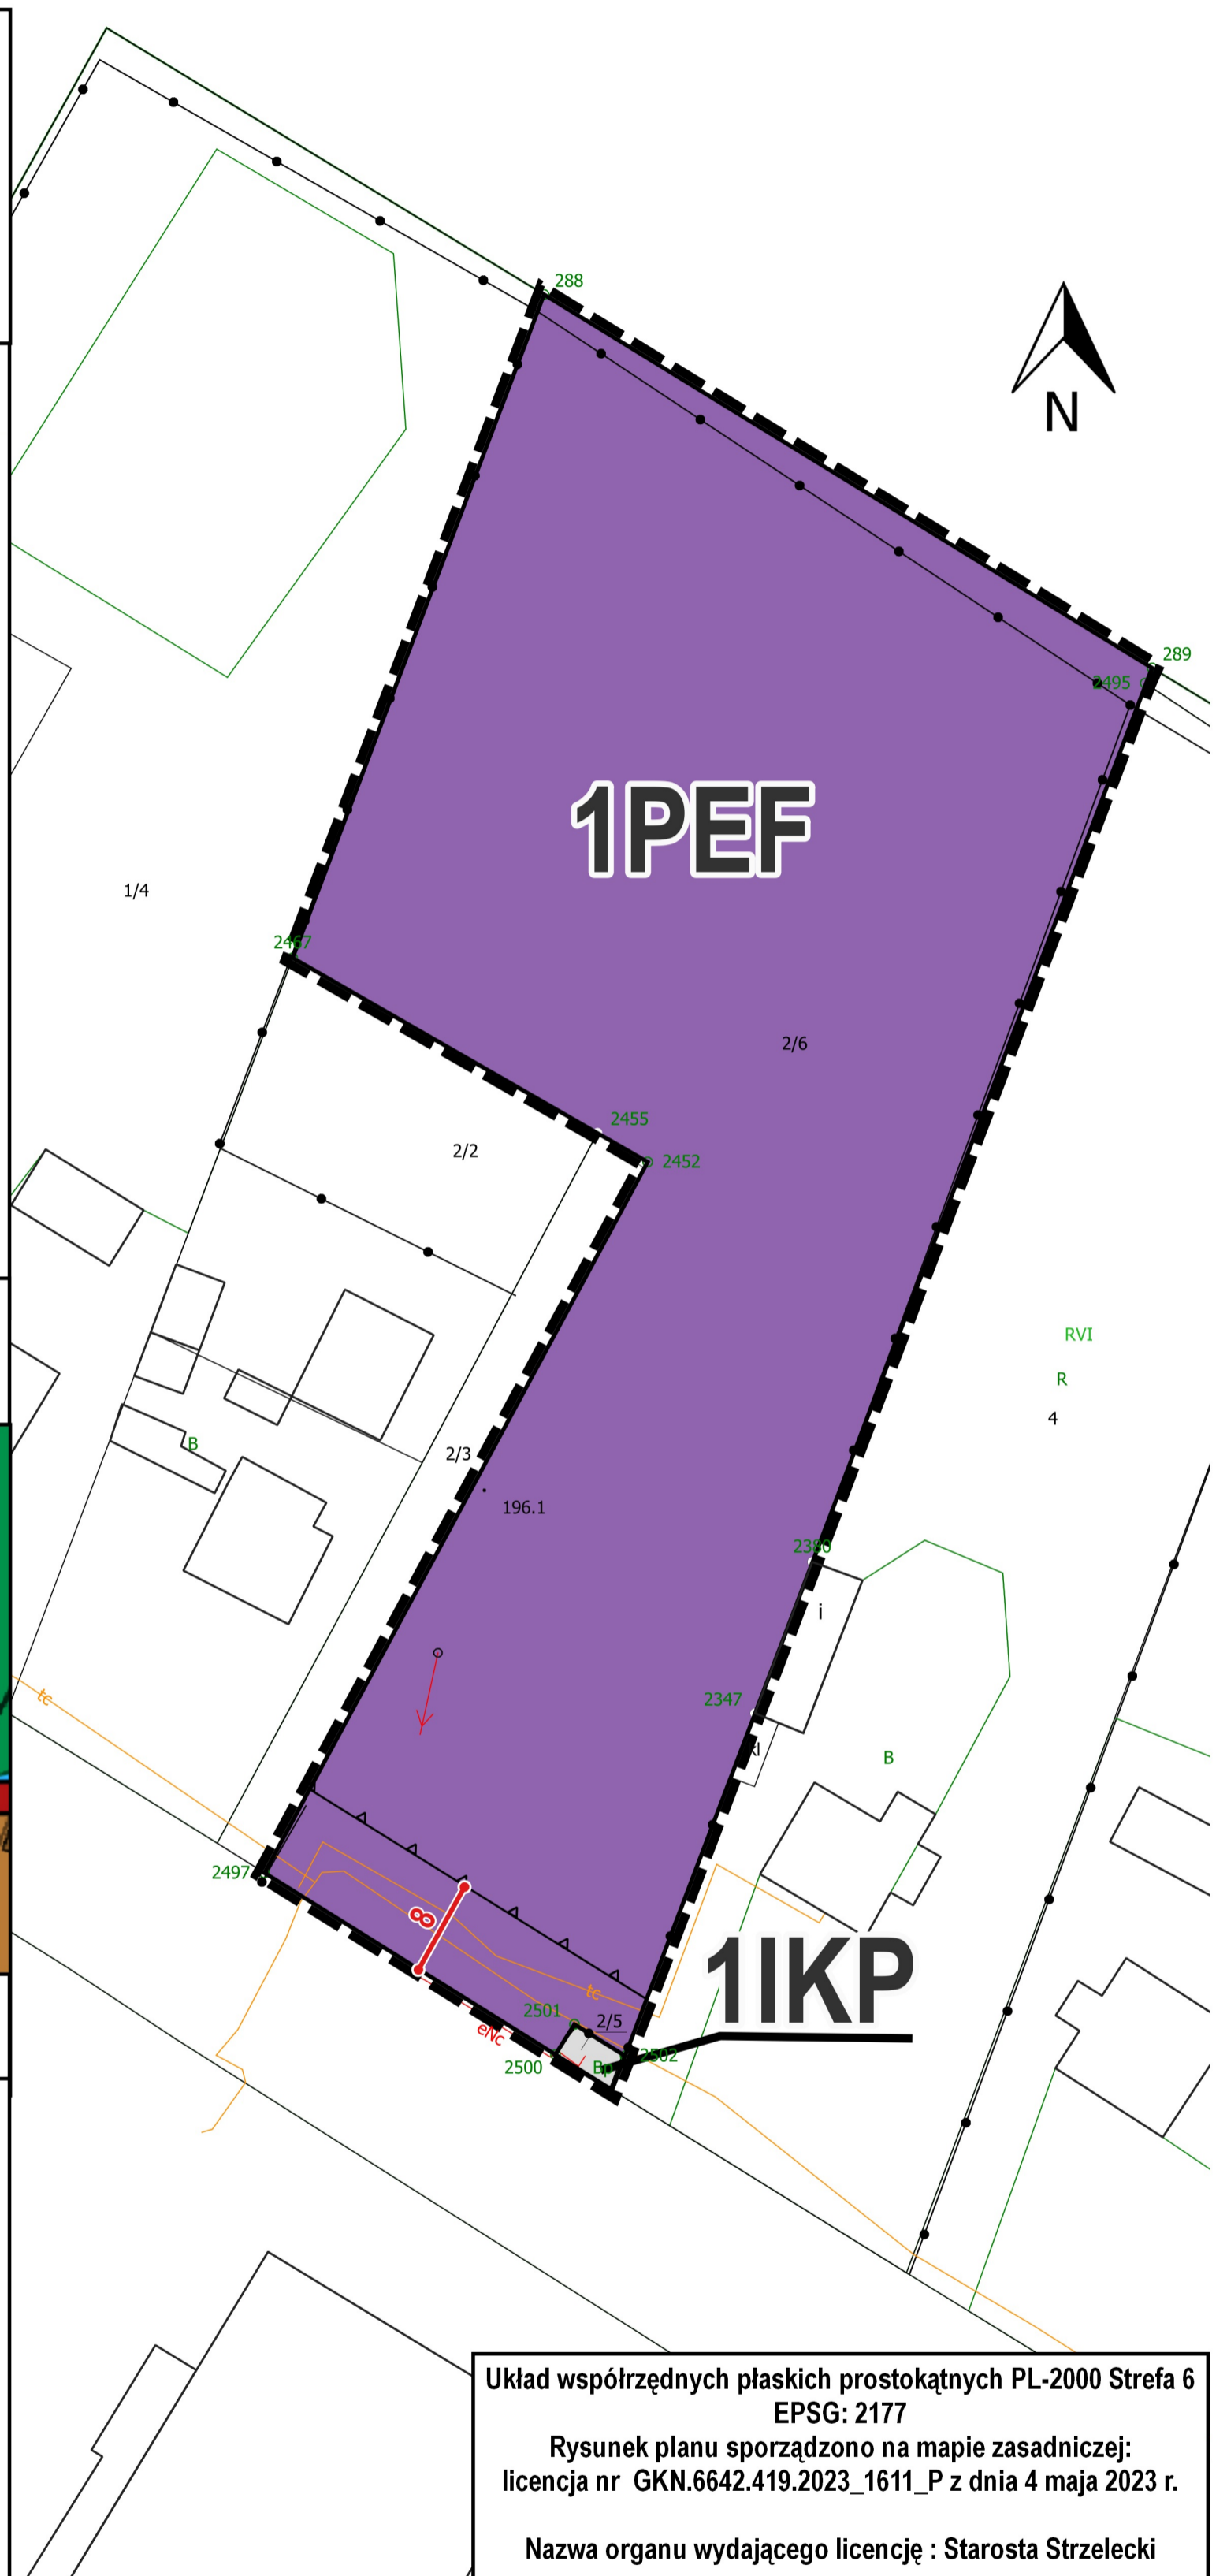 288
N
289
2495
1PEF
1/4
2467
2/6
2455
2/2
2452
RVI
R
4
B
2/3
196.1
2380
i
tc
2347
B
2497
8
1IKP
tc
2501
2/5
eNc
2500
Bp
2502
Układ współrzędnych płaskich prostokątnych PL-2000 Strefa 6
EPSG: 2177
Rysunek planu sporządzono na mapie zasadniczej:
licencja nr GKN.6642.419.2023_1611_P z dnia 4 maja 2023 r.
Nazwa organu wydającego licencję : Starosta Strzelecki